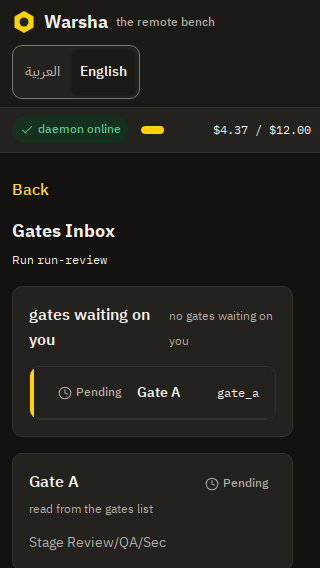 Warsha the remote bench
العربية English
daemon online $4.37 / $12.00
Back
Gates Inbox
Run run-review
gates waiting on you
no gates waiting on you
Pending Gate A gate_a
Gate A Pending
read from the gates list
Stage Review/QA/Sec